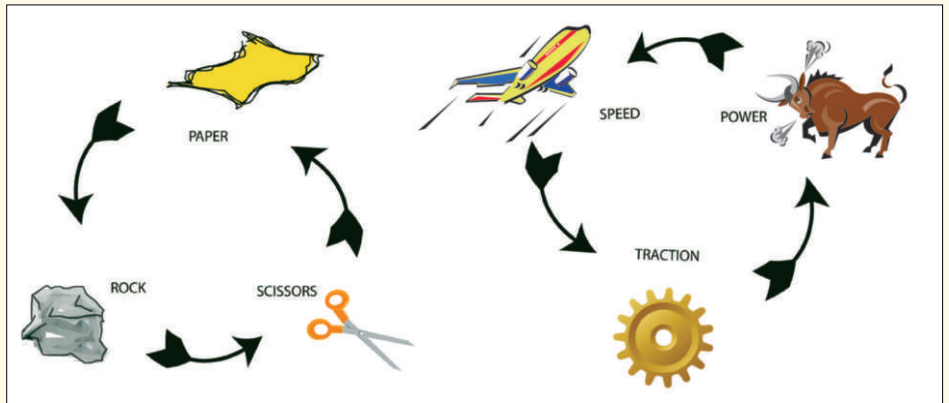 PAPER
ROCK
SCISSORS
SPEED
POWER
TRACTION